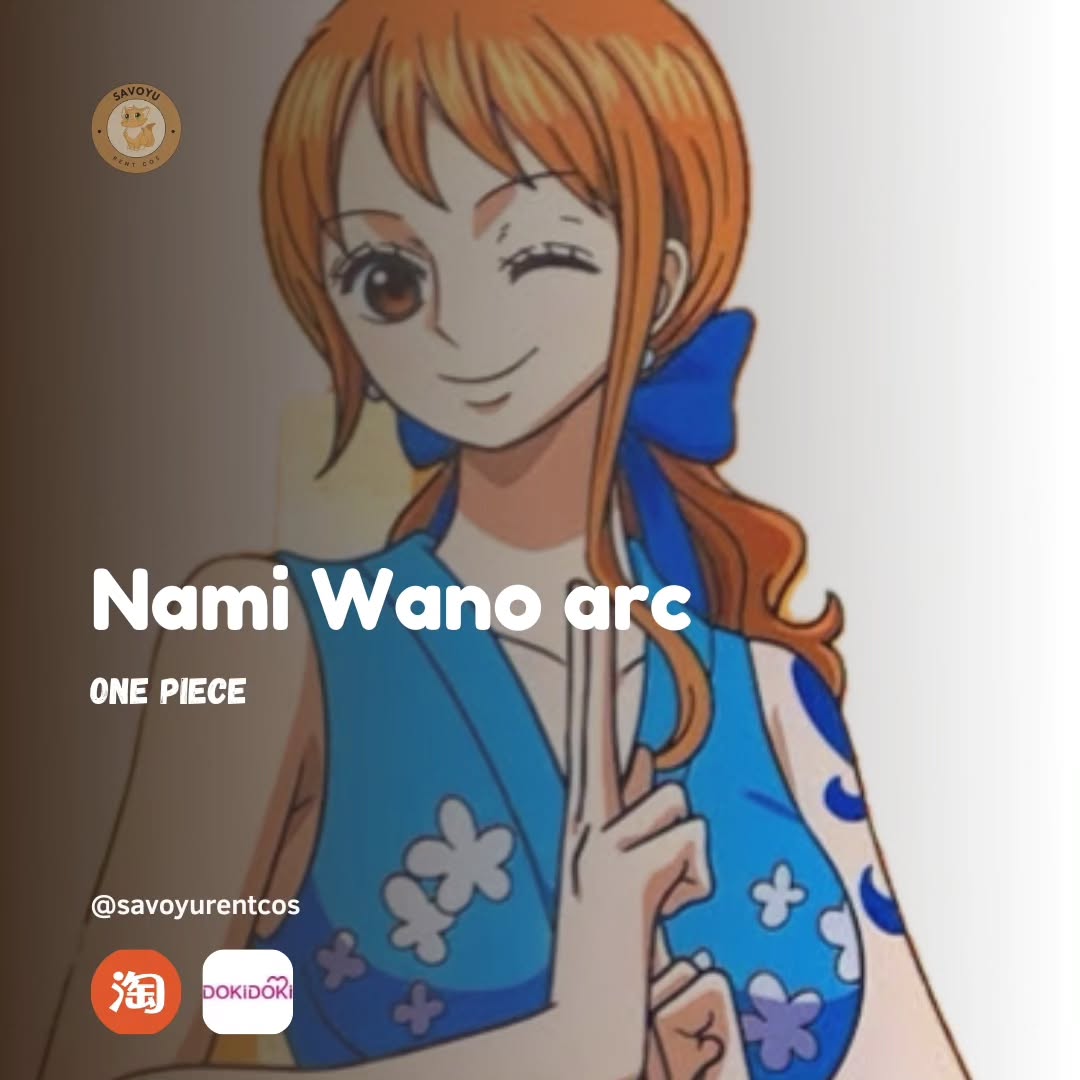 SAVOYU
RENT COS
Nami Wano arc
ONE PIECE
@savoyurentcos
淘
DOKIDOKI